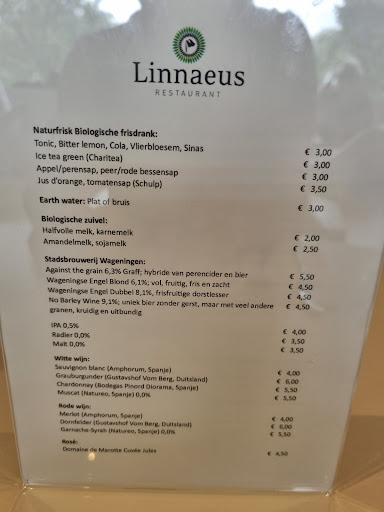 Linnaeus
RESTAURANT
Naturfrisk Biologische frisdrank:
Tonic, Bitter lemon, Cola, Vlierbloesem, Sinas € 3,00
Ice tea green (Charitea) € 3,00
Appel/perensap, peer/rode bessensap € 3,00
Jus d'orange, tomatensap (Schulp) € 3,50
Earth water: Plat of bruis € 3,00
Biologische zuivel:
Halfvolle melk, karnemelk € 2,00
Amandelmelk, sojamelk € 2,50
Stadsbrouwerij Wageningen:
Against the grain 6,3% Graff; hybride van perencider en bier € 5,50
Wageningse Engel Blond 6,1%; vol, fruitig, fris en zacht € 4,50
Wageningse Engel Dubbel 8,1%, frisfruitige dorstlesser € 4,50
No Barley Wine 9,1%; uniek bier zonder gerst, maar met veel andere € 4,50
granen, kruidig en uitbundig
IPA 0,5% € 4,00
Radler 0,0% € 3,50
Malt 0,0% € 3,50
Witte wijn:
Sauvignon blanc (Amphorum, Spanje) € 4,00
Grauburgunder (Gustavshof Vom Berg, Duitsland) € 6,00
Chardonnay (Bodegas Pinord Diorama, Spanje) € 5,50
Muscat (Natureo, Spanje) 0,0% € 5,50
Rode wijn:
Merlot (Amphorum, Spanje) € 4,00
Dornfelder (Gustavshof Vom Berg, Duitsland) € 6,00
Garnache-Syrah (Natureo, Spanje) 0,0% € 5,50
Rosé:
Domaine de Marotte Cuvée Jules € 4,50